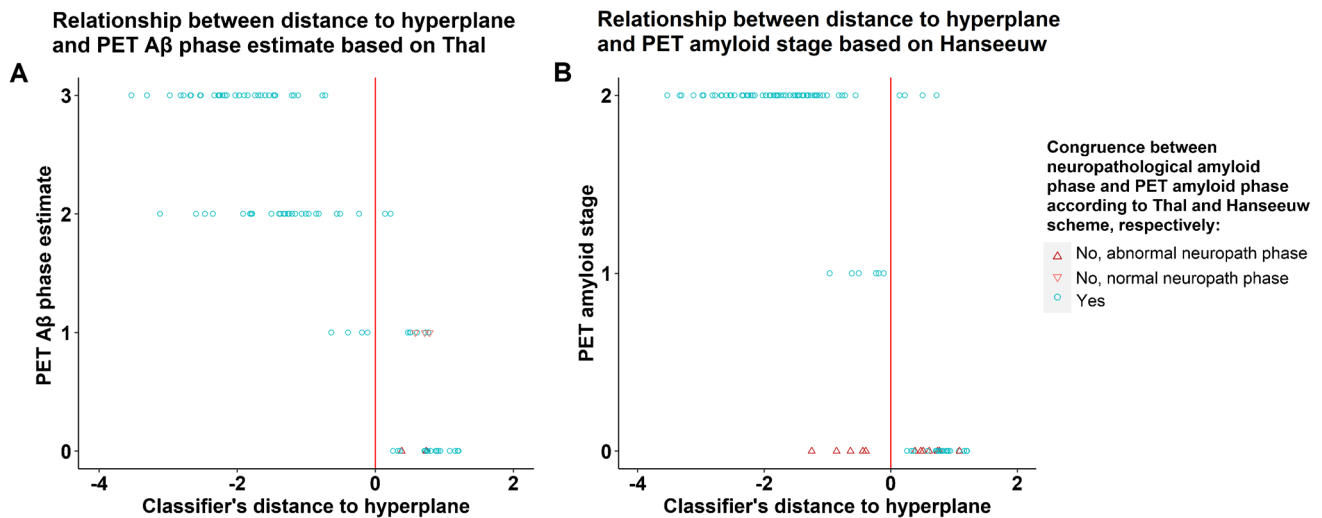 Relationship between distance to hyperplane
and PET Aβ phase estimate based on Thal
A
PET Aβ phase estimate
3
2
1
0
-4
-2
0
2
Classifier's distance to hyperplane
Relationship between distance to hyperplane
and PET amyloid stage based on Hanseeuw
B
PET amyloid stage
2
1
0
-4
-2
0
2
Classifier's distance to hyperplane
Congruence between
neuropathological amyloid
phase and PET amyloid phase
according to Thal and Hanseeuw
scheme, respectively:
No, abnormal neuropath phase
No, normal neuropath phase
Yes